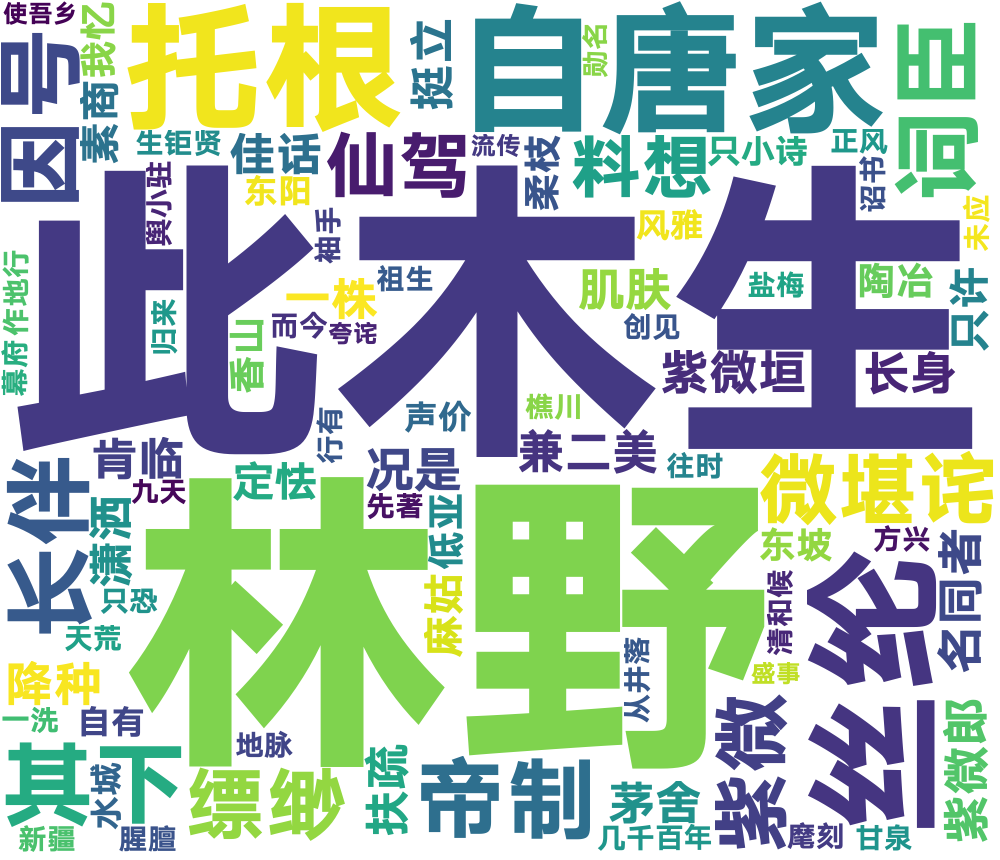 使吾乡
因号
我忆
素商
托根
挺立
自唐家
勋名
词臣
生钜贤
佳话
仙驾
流传
柔枝
料想
只小诗
正风
诏书
未应
舆小驻
东阳
袖手
风雅
此木生
幕府
作地行
归来
香山
一株
而今
夸诧
祖生
肌肤
创见
盐梅
陶冶
只许
紫微垣
长身
声价
樵川
行有
兼二美
往时
肯临
九天
定怯
况是
先著
低亚
微堪诧
东坡
方兴
名同者
长伴
潇洒
只恐
天荒
林野
麻姑
从井落
清和候
盛事
丝纶
降种
一洗
自有
地脉
其下
水城
缥缈
扶疏
帝制
茅舍
紫微
紫微郎
新疆
腥膻
几千百年
麾刻
甘泉